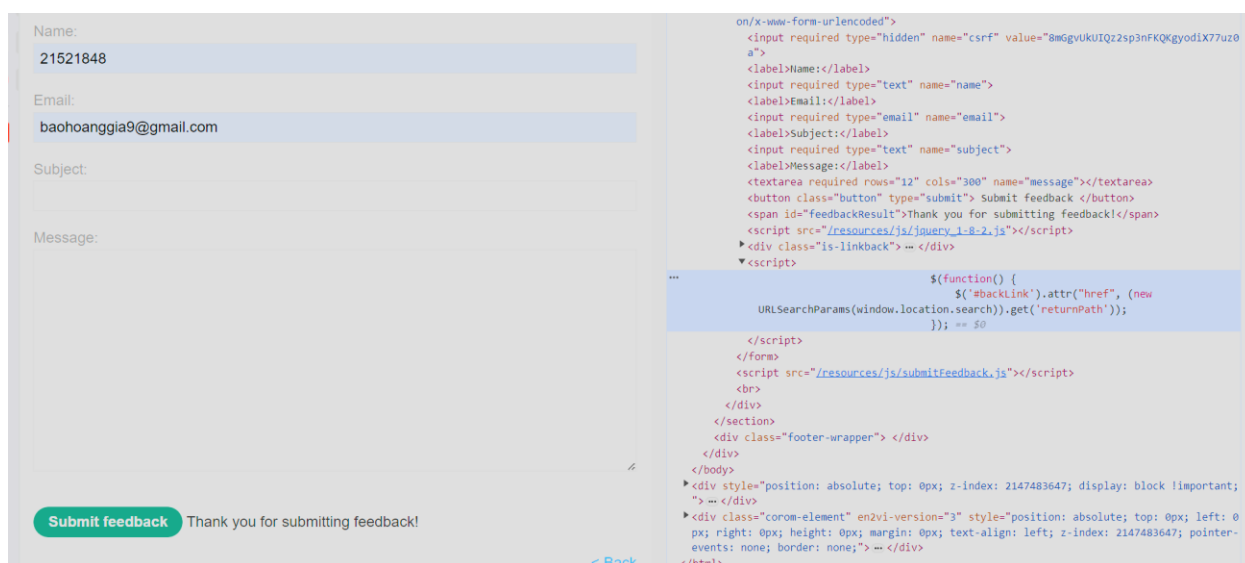 Name:
21521848
Email:
baohoanggia9@gmail.com
Subject:
Message:
Submit feedback Thank you for submitting feedback!
< Back
on/x-www-form-urlencoded">
<input required type="hidden" name="csrf" value="8mGgvUkUIQz2sp3nFKQKgyodiX77uz0
a">
<label>Name:</label>
<input required type="text" name="name">
<label>Email:</label>
<input required type="email" name="email">
<label>Subject:</label>
<input required type="text" name="subject">
<label>Message:</label>
<textarea required rows="12" cols="300" name="message"></textarea>
<button class="button" type="submit"> Submit feedback </button>
<span id="feedbackResult">Thank you for submitting feedback!</span>
<script src="/resources/js/jquery_1-8-2.js"></script>
▶<div class="is-linkback"> … </div>
▼<script>
… $(function() {
$('#backLink').attr("href", (new
URLSearchParams(window.location.search)).get('returnPath'));
}); == $0
</script>
</form>
<script src="/resources/js/submitFeedback.js"></script>
<br>
</div>
</section>
<div class="footer-wrapper"> </div>
</div>
</body>
▶<div style="position: absolute; top: 0px; z-index: 2147483647; display: block !important;
"> … </div>
▶<div class="corom-element" en2vi-version="3" style="position: absolute; top: 0px; left: 0
px; right: 0px; height: 0px; margin: 0px; text-align: left; z-index: 2147483647; pointer-
events: none; border: none;"> … </div>
</html>